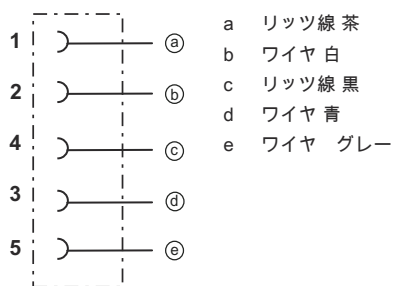 1 ⓐ
2 ⓑ
4 ⓒ
3 ⓓ
5 ⓔ
a リッツ線 茶
b ワイヤ 白
c リッツ線 黒
d ワイヤ 青
e ワイヤ　グレー